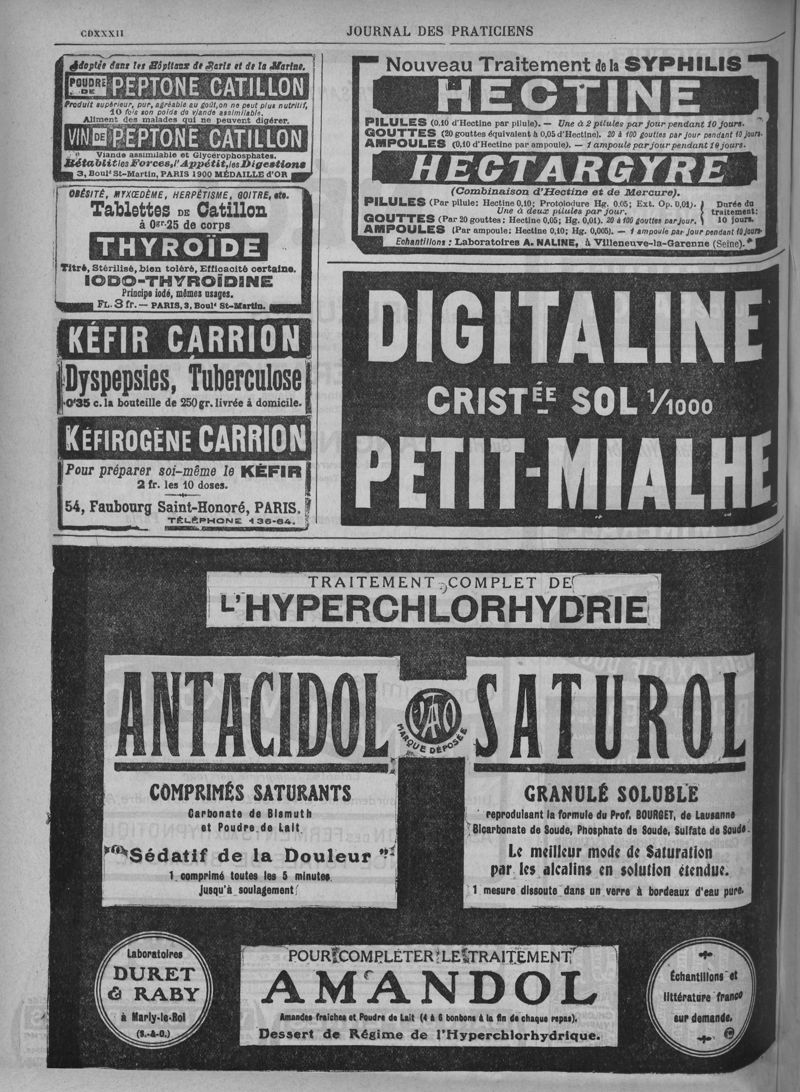 CDXXXII
JOURNAL DES PRATICIENS
Adoptée dans les Hôpitaux de Paris et de la Marine.
POUDRE DE PEPTONE CATILLON
Produit supérieur, pur, agréable au goût, on ne peut plus nutritif,
10 fois son poids de viande assimilable.
Aliment des malades qui ne peuvent digérer.
VIN DE PEPTONE CATILLON
Viande assimilable et Glycérophosphates.
Rétablit les Forces, l'Appétit, les Digestions
3, Boulᵈ St-Martin, PARIS 1900 MÉDAILLE D'OR
OBÉSITÉ, MYXŒDÈME, HERPÉTISME, GOITRE, etc.
Tablettes DE Catillon
à 0gr.25 de corps
THYROÏDE
Titré, Stérilisé, bien toléré, Efficacité certaine.
IODO-THYROÏDINE
Principe iodé, mêmes usages.
FL. 3 fr. — PARIS, 3, Boulᵈ St-Martin.
KÉFIR CARRION
Dyspepsies, Tuberculose
0'35 c. la bouteille de 250 gr. livrée à domicile.
KÉFIROGÈNE CARRION
Pour préparer soi-même le KÉFIR
2 fr. les 10 doses.
54, Faubourg Saint-Honoré, PARIS.
TÉLÉPHONE 136-64.
Nouveau Traitement de la SYPHILIS
HECTINE
PILULES (0,10 d'Hectine par pilule). — Une à 2 pilules par jour pendant 10 jours.
GOUTTES (20 gouttes équivalent à 0,05 d'Hectine). 20 à 100 gouttes par jour pendant 10 jours.
AMPOULES (0,10 d'Hectine par ampoule). — 1 ampoule par jour pendant 10 jours.
HECTARGYRE
(Combinaison d'Hectine et de Mercure).
PILULES (Par pilule: Hectine 0,10; Protoiodure Hg. 0,05; Ext. Op. 0,01).
Une à deux pilules par jour.
GOUTTES (Par 20 gouttes: Hectine 0,05; Hg. 0,01). 20 à 100 gouttes par jour.
Durée du
traitement:
10 jours.
AMPOULES (Par ampoule: Hectine 0,10; Hg. 0,005). — 1 ampoule par jour pendant 10 jours.
Echantillons: Laboratoires A. NALINE, à Villeneuve-la-Garenne (Seine).
DIGITALINE
CRISTÉE SOL 1/1000
PETIT-MIALHE
TRAITEMENT COMPLET DE
L'HYPERCHLORHYDRIE
ANTACIDOL
MARQUE DÉPOSÉE
SATUROL
COMPRIMÉS SATURANTS
Carbonate de Bismuth
et Poudre de Lait
Sédatif de la Douleur
1 comprimé toutes les 5 minutes
jusqu'à soulagement
GRANULÉ SOLUBLE
reproduisant la formule du Prof. BOURGET, de Lausanne
Bicarbonate de Soude, Phosphate de Soude, Sulfate de Soude.
Le meilleur mode de Saturation
par les alcalins en solution étendue.
1 mesure dissoute dans un verre à bordeaux d'eau pure.
Laboratoires
DURET
& RABY
à Marly-le-Roi
(S.-&-O.)
POUR COMPLÉTER LE TRAITEMENT
AMANDOL
Amandes fraîches et Poudre de Lait (4 à 6 bonbons à la fin de chaque repas).
Dessert de Régime de l'Hyperchlorhydrique.
Échantillons et
littérature franco
sur demande.